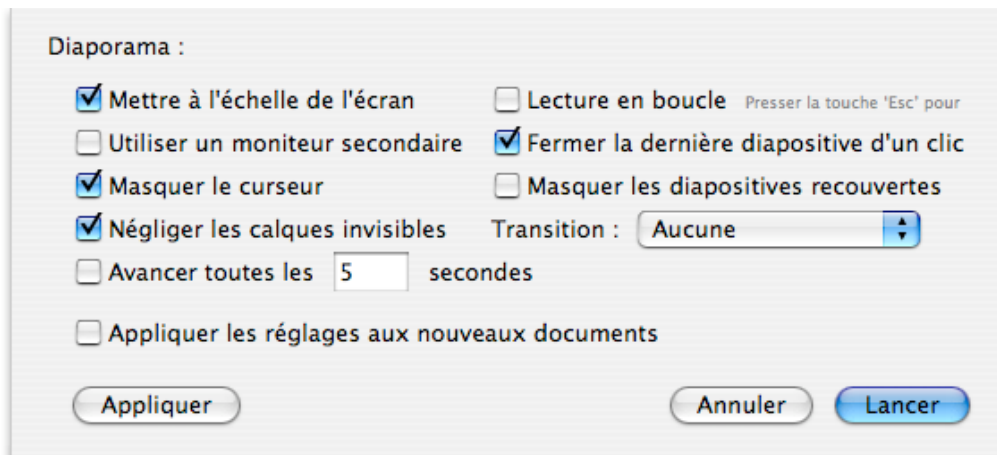 Diaporama :
Mettre à l'échelle de l'écran
Lecture en boucle Presser la touche 'Esc' pour
Utiliser un moniteur secondaire
Fermer la dernière diapositive d'un clic
Masquer le curseur
Masquer les diapositives recouvertes
Négliger les calques invisibles
Transition : Aucune
Avancer toutes les 5 secondes
Appliquer les réglages aux nouveaux documents
Appliquer
Annuler
Lancer